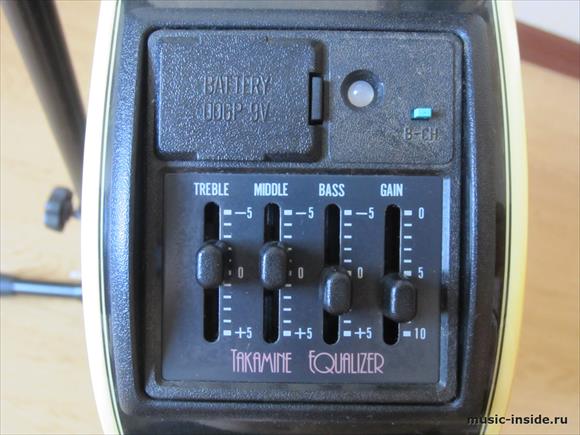 BATTERY
006P 9V
B-CH
TREBLE MIDDLE BASS GAIN
−5 −5 −5 0
0 0 0 5
+5 +5 +5 10
TAKAMINE EQUALIZER
music-inside.ru